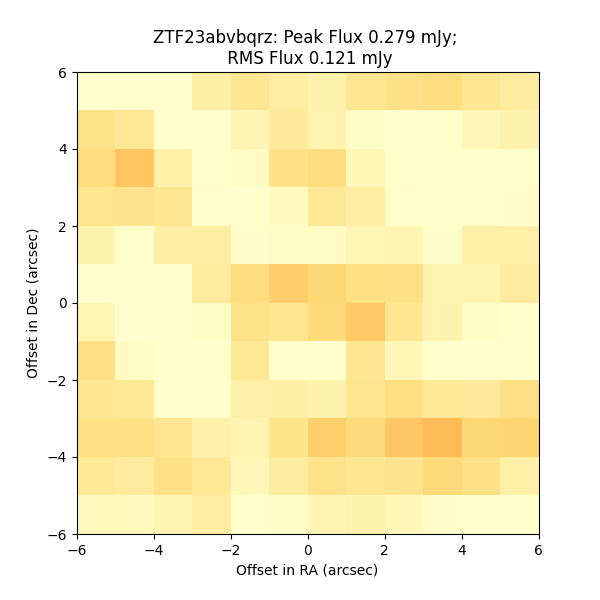 ZTF23abvbqrz: Peak Flux 0.279 mJy;
RMS Flux 0.121 mJy
6
4
2
0
−2
−4
−6
Offset in Dec (arcsec)
−6 −4 −2 0 2 4 6
Offset in RA (arcsec)